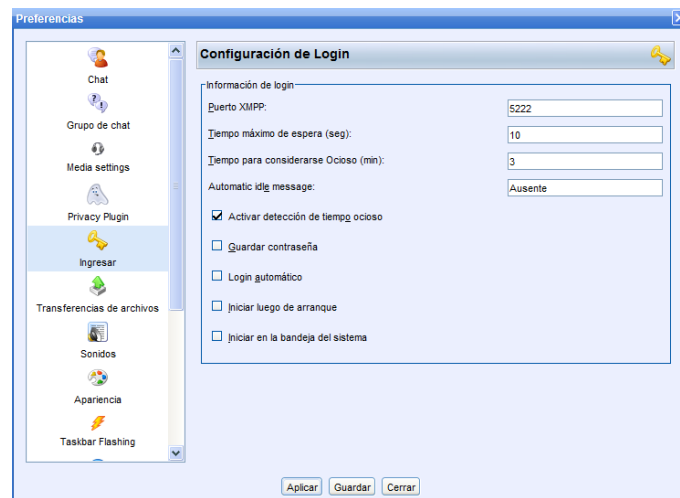 Preferencias
Chat
Grupo de chat
Media settings
Privacy Plugin
Ingresar
Transferencias de archivos
Sonidos
Apariencia
Taskbar Flashing
Configuración de Login
Información de login
Puerto XMPP:
5222
Tiempo máximo de espera (seg):
10
Tiempo para considerarse Ocioso (min):
3
Automatic idle message:
Ausente
Activar detección de tiempo ocioso
Guardar contraseña
Login automático
Iniciar luego de arranque
Iniciar en la bandeja del sistema
Aplicar
Guardar
Cerrar